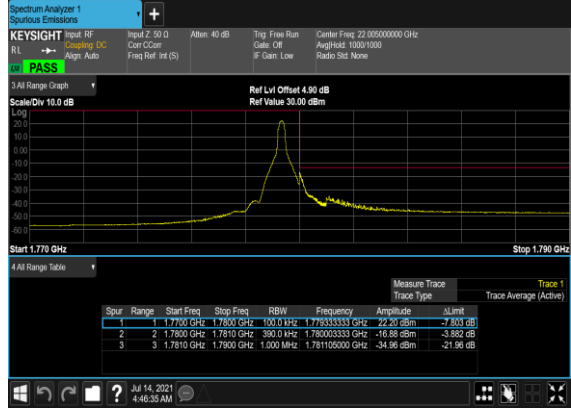 Spectrum Analyzer 1
Spurious Emissions
+
KEYSIGHT Input: RF Input Z: 50 Ω Atten: 40 dB Trig: Free Run Center Freq: 22.005000000 GHz
RL Coupling: DC Corr CCorr Gate: Off Avg|Hold: 1000/1000
Align: Auto Freq Ref: Int (S) IF Gain: Low Radio Std: None
PASS
3 All Range Graph
Ref Lvl Offset 4.90 dB
Scale/Div 10.0 dB Ref Value 30.00 dBm
Log
20.0
10.0
0.00
-10.0
-20.0
-30.0
-40.0
-50.0
-60.0
Start 1.770 GHz Stop 1.790 GHz
4 All Range Table
Measure Trace Trace 1
Trace Type Trace Average (Active)
Spur Range Start Freq Stop Freq RBW Frequency Amplitude ΔLimit
1 1 1.7700 GHz 1.7800 GHz 100.0 kHz 1.779333333 GHz 22.20 dBm -7.803 dB
2 2 1.7800 GHz 1.7810 GHz 390.0 kHz 1.780003333 GHz -16.88 dBm -3.882 dB
3 3 1.7810 GHz 1.7900 GHz 1.000 MHz 1.781105000 GHz -34.96 dBm -21.96 dB
? Jul 14, 2021
4:46:35 AM